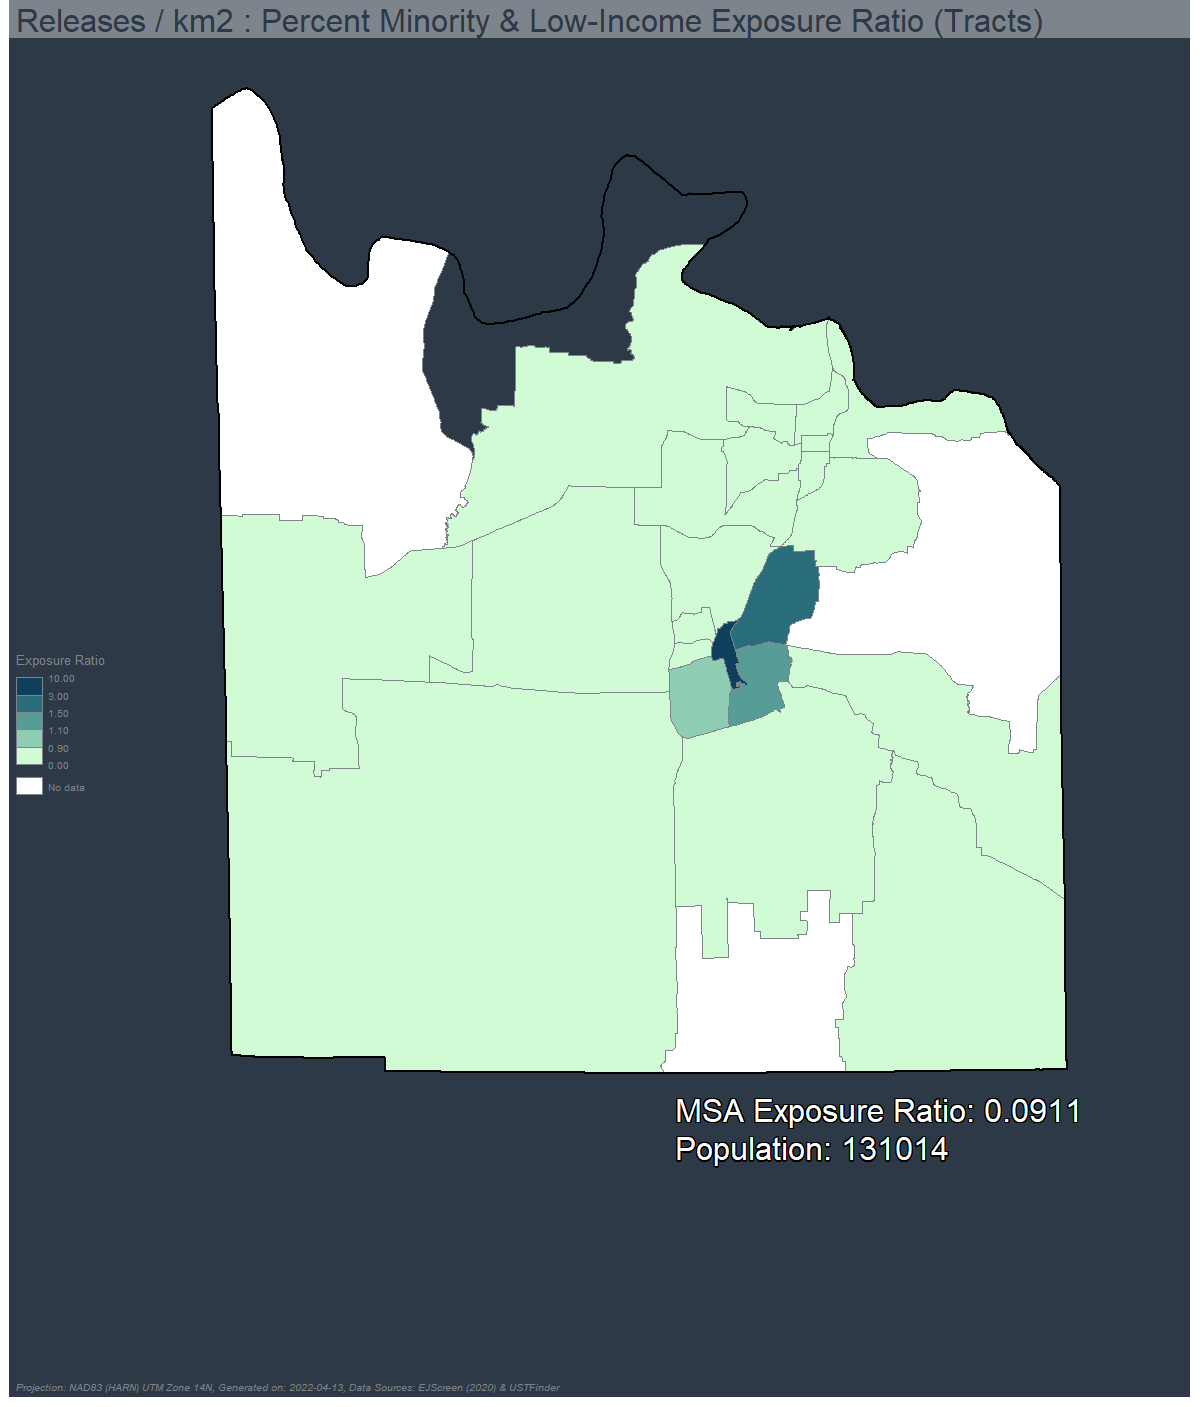 Releases / km2 : Percent Minority & Low-Income Exposure Ratio (Tracts)
Exposure Ratio
10.00
3.00
1.50
1.10
0.90
0.00
No data
MSA Exposure Ratio: 0.0911
Population: 131014
Projection: NAD83 (HARN) UTM Zone 14N, Generated on: 2022-04-13, Data Sources: EJScreen (2020) & USTFinder